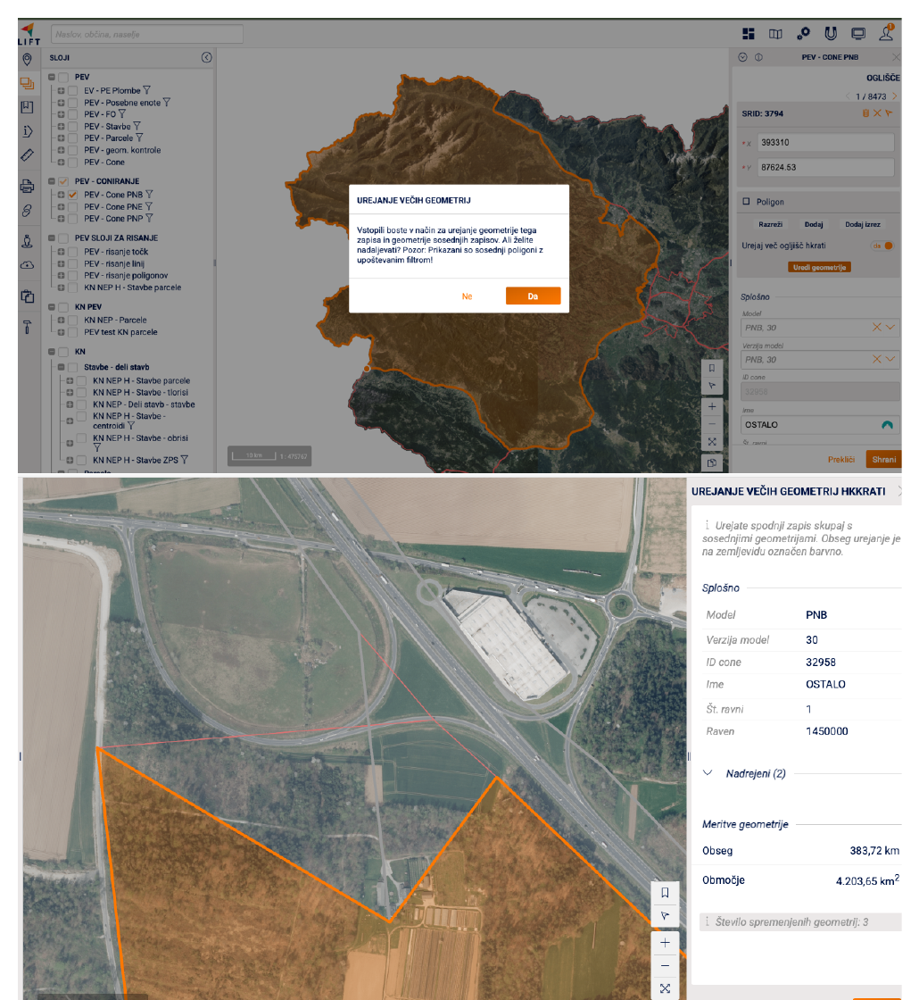 LIFT
Naslov, občina, naselje
SLOJI
PEV
EV - PE Plombe
PEV - Posebne enote
PEV - FO
PEV - Stavbe
PEV - Parcele
PEV - geom. kontrole
PEV - Cone
PEV - CONIRANJE
PEV - Cone PNB
PEV - Cone PNE
PEV - Cone PNP
PEV SLOJI ZA RISANJE
PEV - risanje točk
PEV - risanje linij
PEV - risanje poligonov
KN NEP H - Stavbe parcele
KN PEV
KN NEP - Parcele
PEV test KN parcele
KN
Stavbe - deli stavb
KN NEP H - Stavbe parcele
KN NEP H - Stavbe - tlorisi
KN NEP - Deli stavb - stavbe
KN NEP H - Stavbe -
centroidi
KN NEP H - Stavbe - obrisi
KN NEP H - Stavbe ZPS
Parcele
10 km 1 : 475762
UREJANJE VEČIH GEOMETRIJ
Vstopili boste v način za urejanje geometrije tega
zapisa in geometrije sosednjih zapisov. Ali želite
nadaljevati? Pozor: Prikazani so sosednji poligoni z
upoštevanim filtrom!
Ne Da
PEV - CONE PNB
OGLIŠČE
1 / 8473
SRID: 3794
* X 393310
* Y 87624.53
Poligon
Razreži Dodaj Dodaj izrez
Urejaj več ogljišč hkrati da
Uredi geometrije
Splošno
Model
PNB, 30
Verzija model
PNB, 30
ID cone
32958
Ime
OSTALO
Št. ravni
Prekliči Shrani
UREJANJE VEČIH GEOMETRIJ HKKRATI
i Urejate spodnji zapis skupaj s
sosednjimi geometrijami. Obseg urejanje je
na zemljevidu označen barvno.
Splošno
Model PNB
Verzija model 30
ID cone 32958
Ime OSTALO
Št. ravni 1
Raven 1450000
Nadrejeni (2)
Meritve geometrije
Obseg 383,72 km
Območje 4.203,65 km²
i Število spremenjenih geometrij: 3